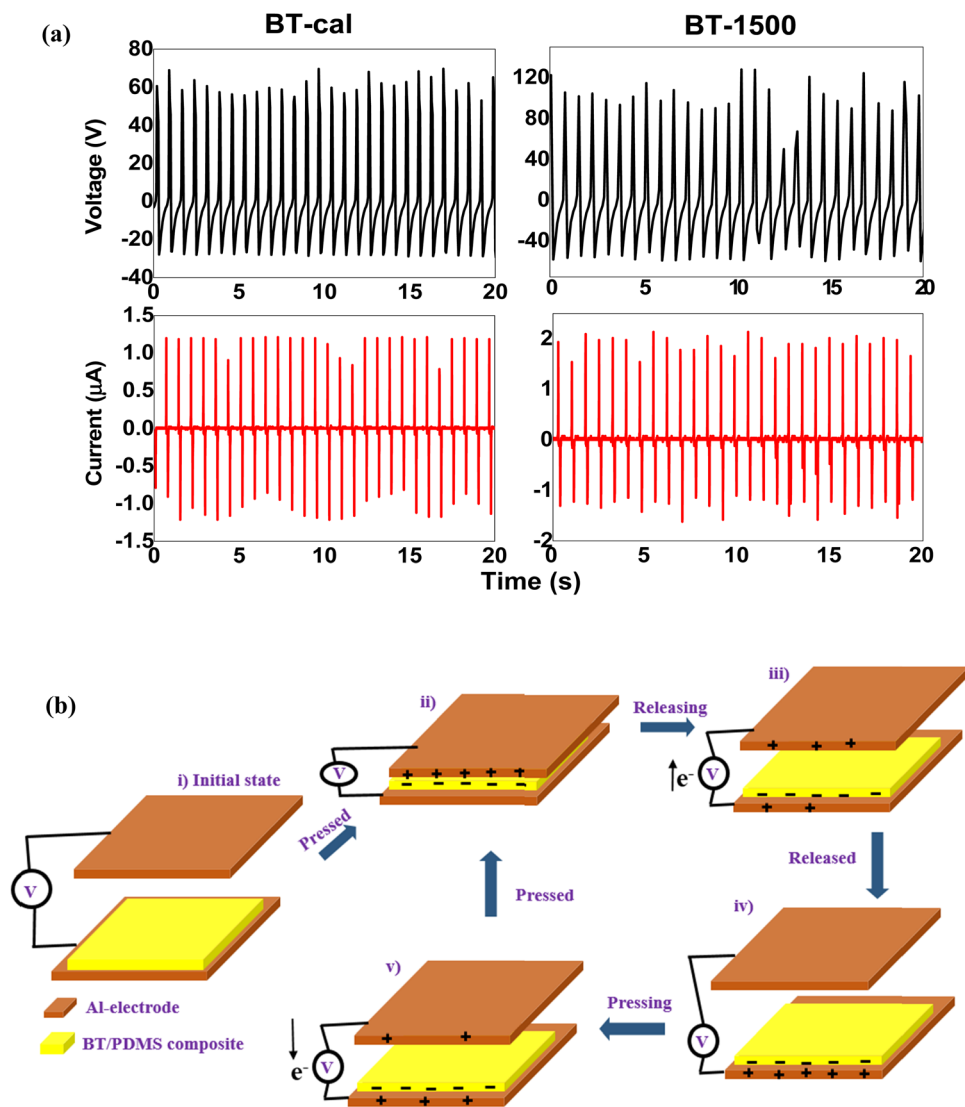 (a)
BT-cal
BT-1500
Voltage (V)
80
60
40
20
0
-20
-40
0 5 10 15 20
120
80
40
0
-40
0 5 10 15 20
Current (µA)
1.5
1.0
0.5
0.0
-0.5
-1.0
-1.5
0 5 10 15 20
2
1
0
-1
-2
0 5 10 15 20
Time (s)
(b)
i) Initial state
V
Pressed
ii)
+ + + + +
V
- - - - -
Releasing
iii)
+ + +
V
e-
- - - - -
+ +
Released
iv)
V
- - - - -
+ + + + +
Pressing
v)
+ +
V
e-
- - - - -
+ + +
Pressed
Al-electrode
BT/PDMS composite